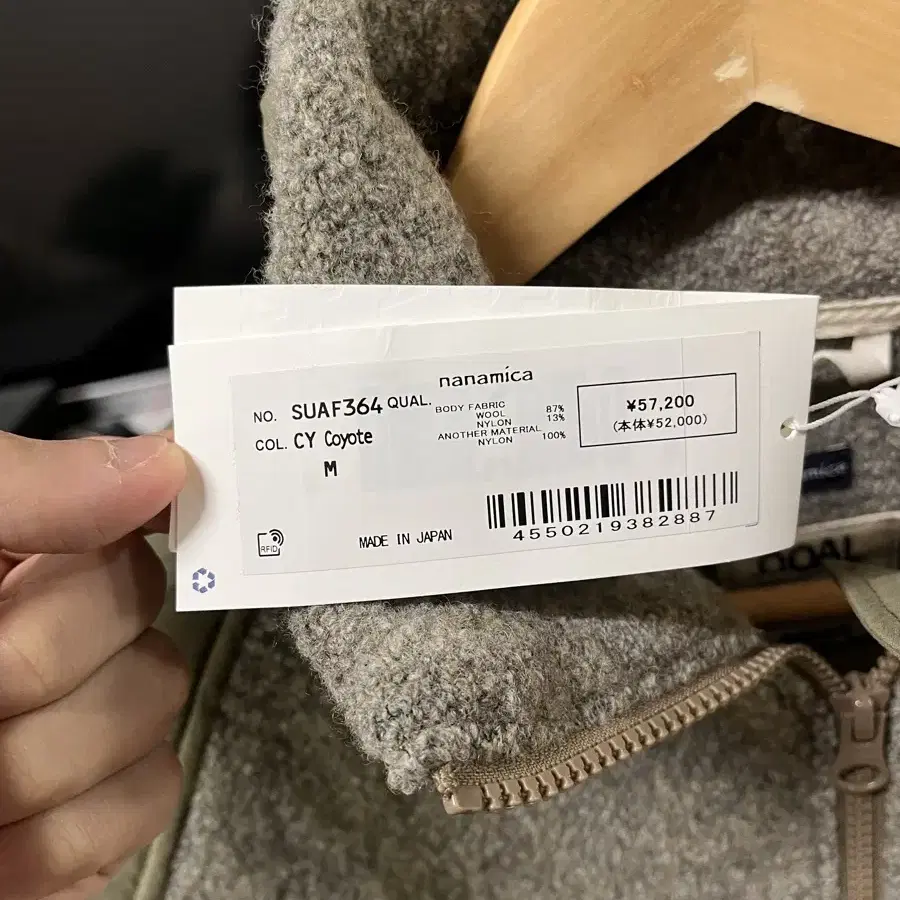 nanamica
NO. SUAF364 QUAL.
COL. CY Coyote
M
BODY FABRIC
WOOL 87%
NYLON 13%
ANOTHER MATERIAL
NYLON 100%
¥57,200
(本体¥52,000)
RFID
MADE IN JAPAN
4550219382887